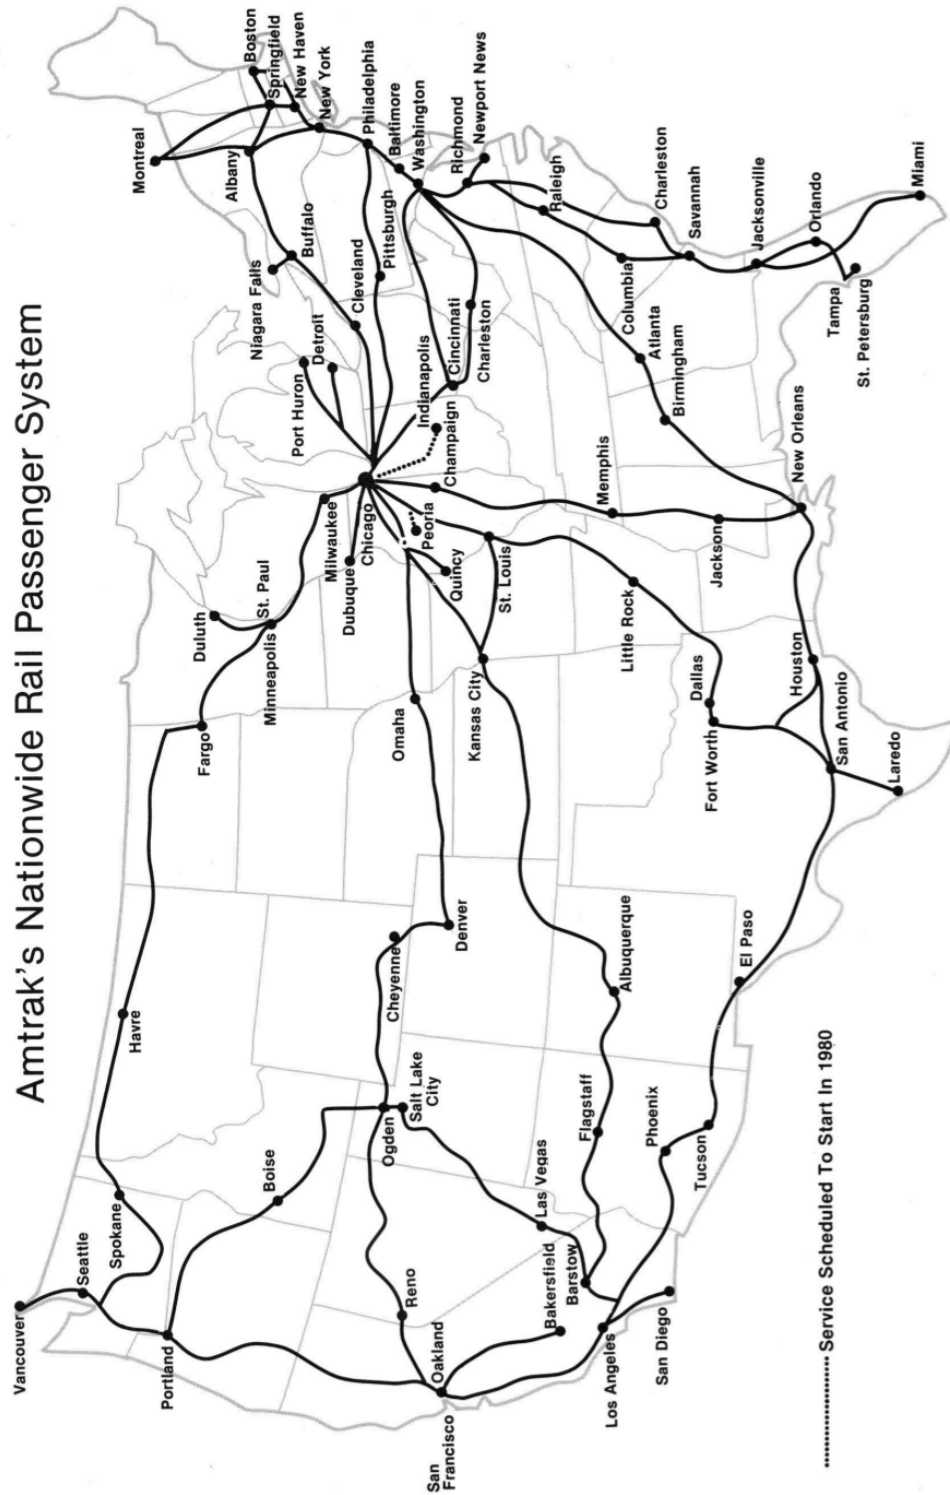 Amtrak's Nationwide Rail Passenger System
Vancouver
Seattle
Spokane
Portland
Havre
Boise
Fargo
Duluth
Minneapolis
St. Paul
Milwaukee
Chicago
Dubuque
Port Huron
Detroit
Niagara Falls
Buffalo
Cleveland
Montreal
Albany
Boston
Springfield
New Haven
New York
Philadelphia
Baltimore
Washington
Pittsburgh
Richmond
Newport News
Indianapolis
Cincinnati
Charleston
Champaign
Peoria
Quincy
St. Louis
Omaha
Kansas City
Denver
Cheyenne
Ogden
Salt Lake
City
Reno
Oakland
San
Francisco
Bakersfield
Barstow
Las Vegas
Los Angeles
San Diego
Flagstaff
Phoenix
Tucson
Albuquerque
El Paso
Fort Worth
Dallas
Little Rock
Memphis
Jackson
Houston
San Antonio
Laredo
New Orleans
Birmingham
Atlanta
Columbia
Raleigh
Charleston
Savannah
Jacksonville
Orlando
Tampa
St. Petersburg
Miami
Service Scheduled To Start In 1980